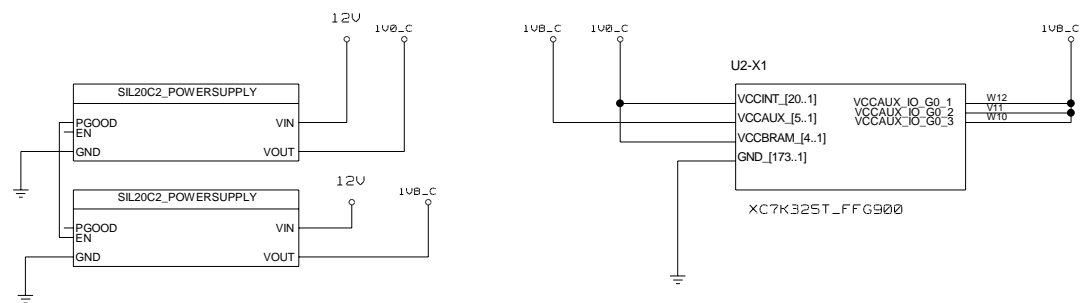 12V
1V0_C
SIL20C2_POWERSUPPLY
PGOOD
EN
GND
VIN
VOUT
12V
1V8_C
SIL20C2_POWERSUPPLY
PGOOD
EN
GND
VIN
VOUT
1V8_C
1V0_C
1V8_C
U2-X1
VCCINT_[20..1]
VCCAUX_[5..1]
VCCBRAM_[4..1]
GND_[173..1]
VCCAUX_IO_G0_1
VCCAUX_IO_G0_2
VCCAUX_IO_G0_3
W12
V11
W10
XC7K325T_FFG900